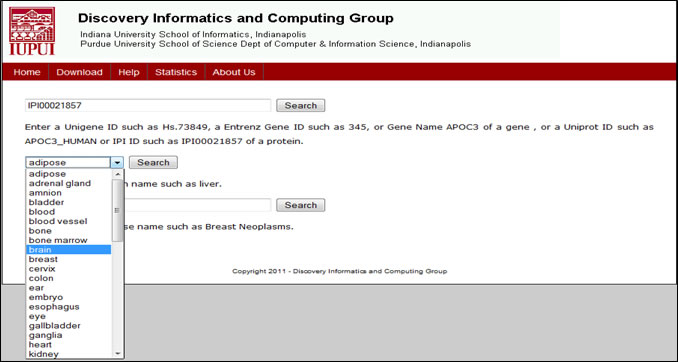 IUPUI
Discovery Informatics and Computing Group
Indiana University School of Informatics, Indianapolis
Purdue University School of Science Dept of Computer & Information Science, Indianapolis
Home Download Help Statistics About Us
IPI00021857 Search
Enter a Unigene ID such as Hs.73849, a Entrenz Gene ID such as 345, or Gene Name APOC3 of a gene , or a Uniprot ID such as
APOC3_HUMAN or IPI ID such as IPI00021857 of a protein.
adipose Search
adipose
adrenal gland
name such as liver.
amnion
bladder
Search
blood
blood vessel
name such as Breast Neoplasms.
bone
bone marrow
brain
breast
cervix
Copyright 2011 - Discovery Informatics and Computing Group
colon
ear
embryo
esophagus
eye
gallbladder
ganglia
heart
kidney